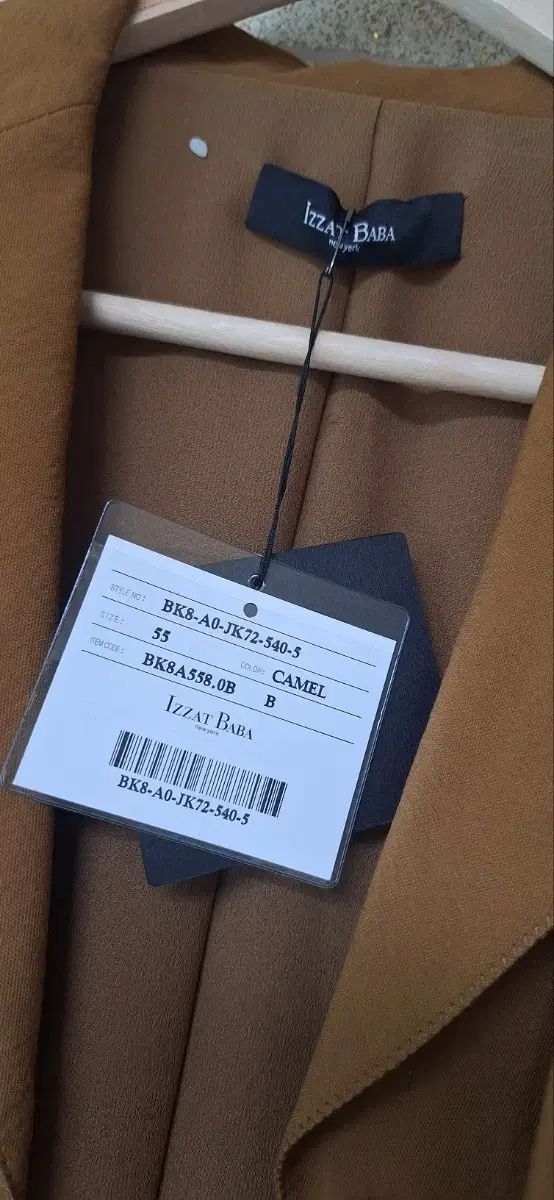 IZZAT BABA
new york
STYLE NO: BK8-A0-JK72-540-5
SIZE: 55 COLOR: CAMEL
ITEM CODE: BK8A558.0B B
IZZAT BABA
new york
BK8-A0-JK72-540-5